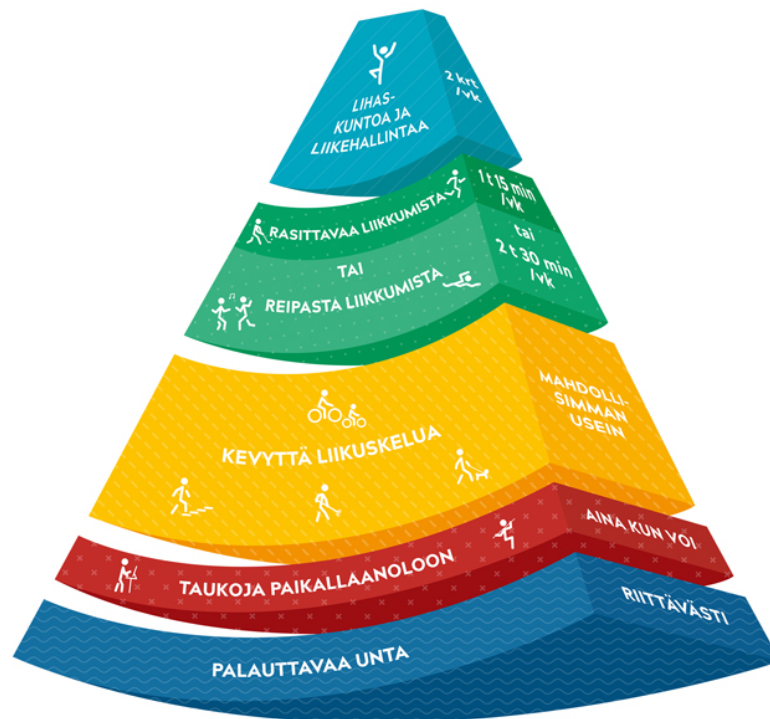 LIHAS-
KUNTOA JA
LIIKEHALLINTAA
2 krt
/vk
RASITTAVAA LIIKKUMISTA
1 t 15 min
/vk
TAI
REIPASTA LIIKKUMISTA
tai
2 t 30 min
/vk
KEVYTTÄ LIIKUSKELUA
MAHDOLLI-
SIMMAN
USEIN
TAUKOJA PAIKALLAANOLOON
AINA KUN VOI
PALAUTTAVAA UNTA
RIITTÄVÄSTI